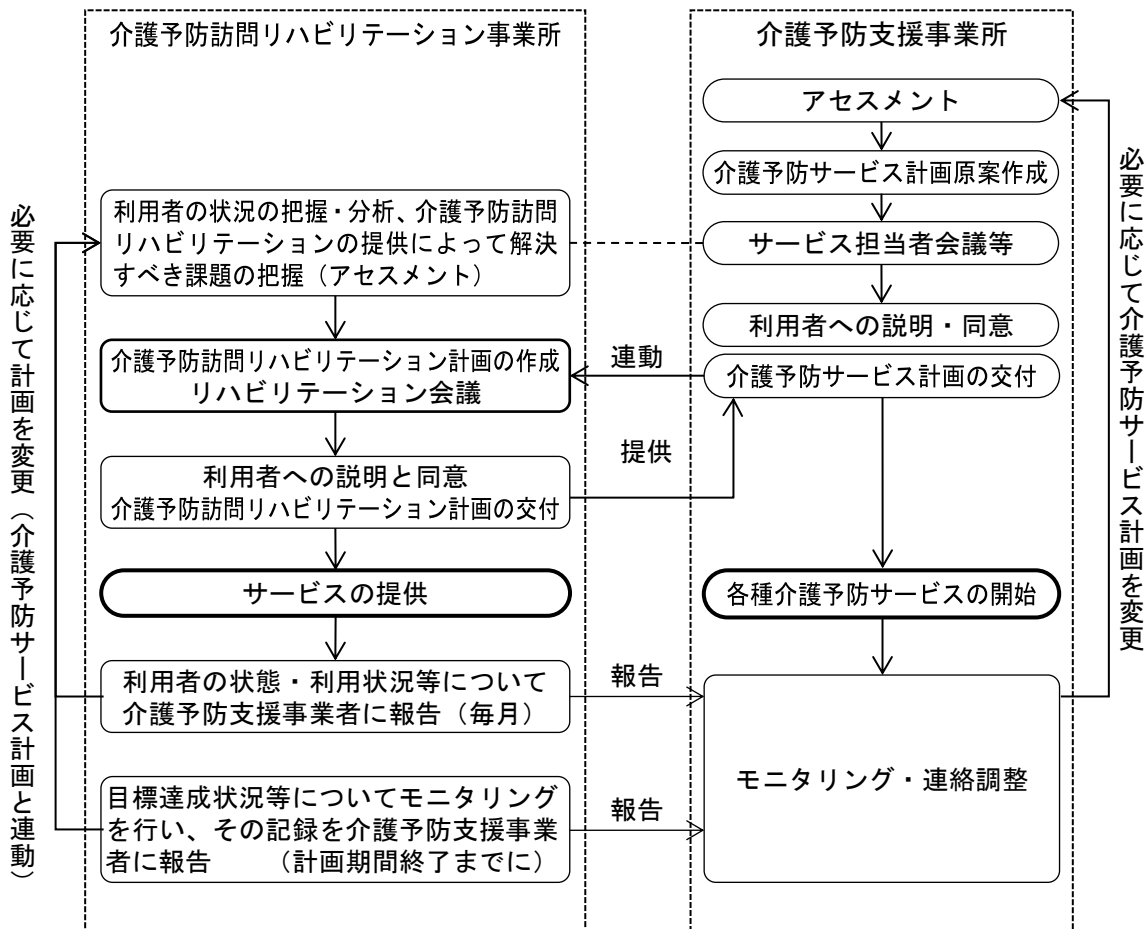 介護予防訪問リハビリテーション事業所
利用者の状況の把握・分析、介護予防訪問
リハビリテーションの提供によって解決
すべき課題の把握（アセスメント）
介護予防訪問リハビリテーション計画の作成
リハビリテーション会議
利用者への説明と同意
介護予防訪問リハビリテーション計画の交付
サービスの提供
利用者の状態・利用状況等について
介護予防支援事業者に報告（毎月）
目標達成状況等についてモニタリング
を行い、その記録を介護予防支援事業
者に報告　　（計画期間終了までに）
必要に応じて計画を変更（介護予防サービス計画と連動）
連動
提供
報告
報告
介護予防支援事業所
アセスメント
介護予防サービス計画原案作成
サービス担当者会議等
利用者への説明・同意
介護予防サービス計画の交付
各種介護予防サービスの開始
モニタリング・連絡調整
必要に応じて介護予防サービス計画を変更